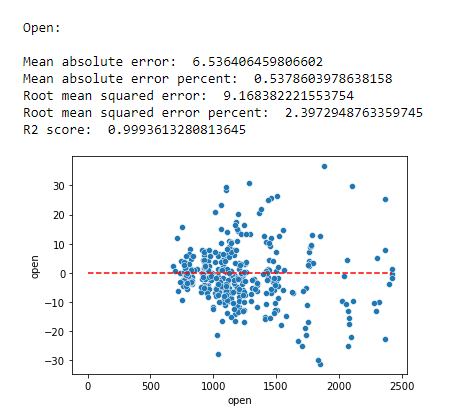 Open:
Mean absolute error:  6.536406459806602
Mean absolute error percent:  0.5378603978638158
Root mean squared error:  9.168382221553754
Root mean squared error percent:  2.3972948763359745
R2 score:  0.9993613280813645
30
20
10
0
−10
−20
−30
open
0 500 1000 1500 2000 2500
open